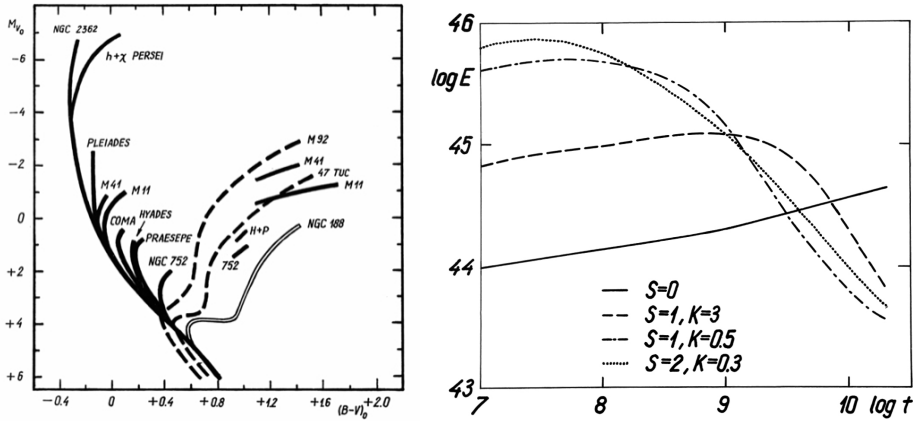 M_V₀
-6
-4
-2
0
+2
+4
+6
-0.4
0
+0.4
+0.8
+1.2
+1.6
+2.0
(B-V)₀
NGC 2362
h+χ PERSEI
PLEIADES
M41
M11
COMA
HYADES
PRAESEPE
NGC 752
M92
M41
47 TUC
M11
H+P
752
NGC 188
46
log E
45
44
43
7
8
9
10 log t
S=0
S=1, K=3
S=1, K=0.5
S=2, K=0.3